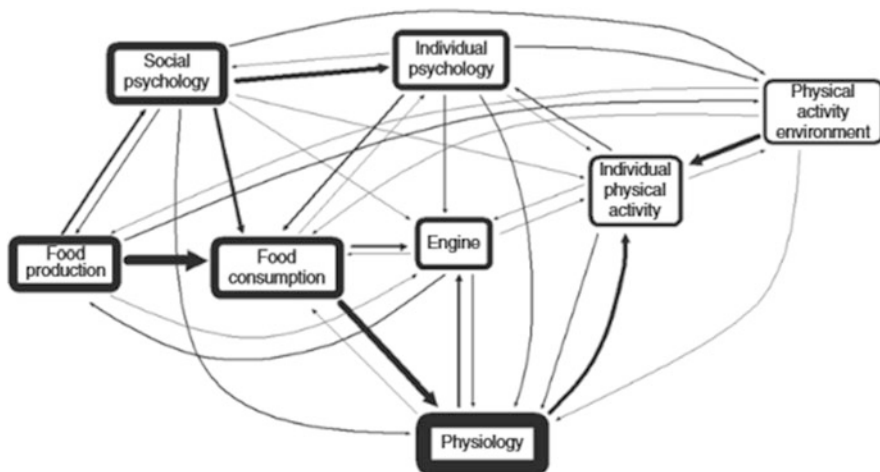 Social
psychology
Individual
psychology
Physical
activity
environment
Individual
physical
activity
Food
production
Food
consumption
Engine
Physiology